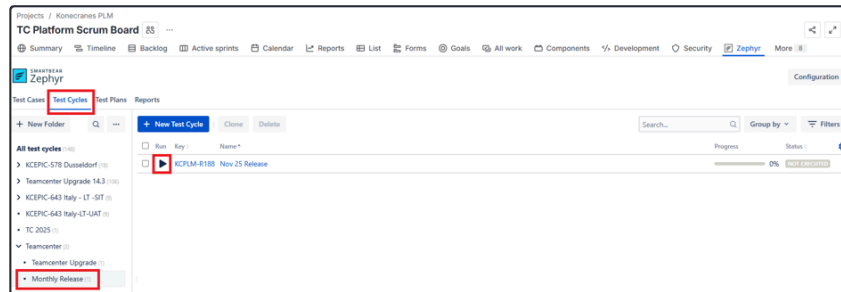 Projects / Konecranes PLM
TC Platform Scrum Board
Summary Timeline Backlog Active sprints Calendar Reports List Forms Goals All work Components Development Security Zephyr More 8
SMARTBEAR
Zephyr
Configuration
Test Cases Test Cycles Test Plans Reports
+ New Folder
+ New Test Cycle Clone Delete Search... Group by Filters
All test cycles (148)
Run Key Name Progress Status
KCEPIC-578 Dusseldorf (18)
KCPLM-R188 Nov 25 Release 0% NOT EXECUTED
Teamcenter Upgrade 14.3 (106)
KCEPIC-643 Italy - LT -SIT (9)
KCEPIC-643 Italy-LT-UAT (9)
TC 2025 (1)
Teamcenter (2)
Teamcenter Upgrade (1)
Monthly Release (1)